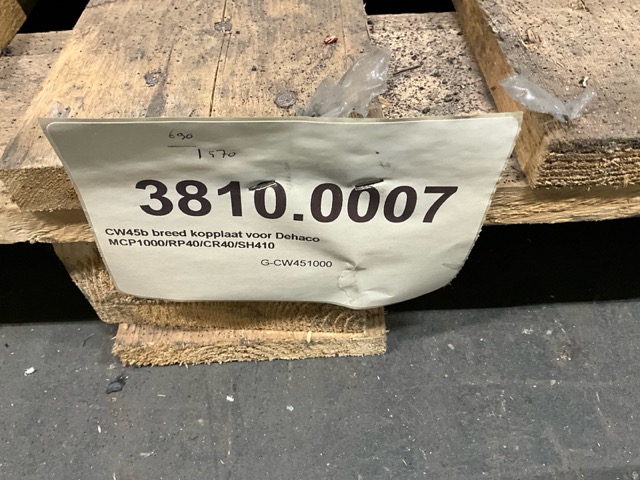 690
1570
3810.0007
CW45b breed kopplaat voor Dehaco
MCP1000/RP40/CR40/SH410
G-CW451000